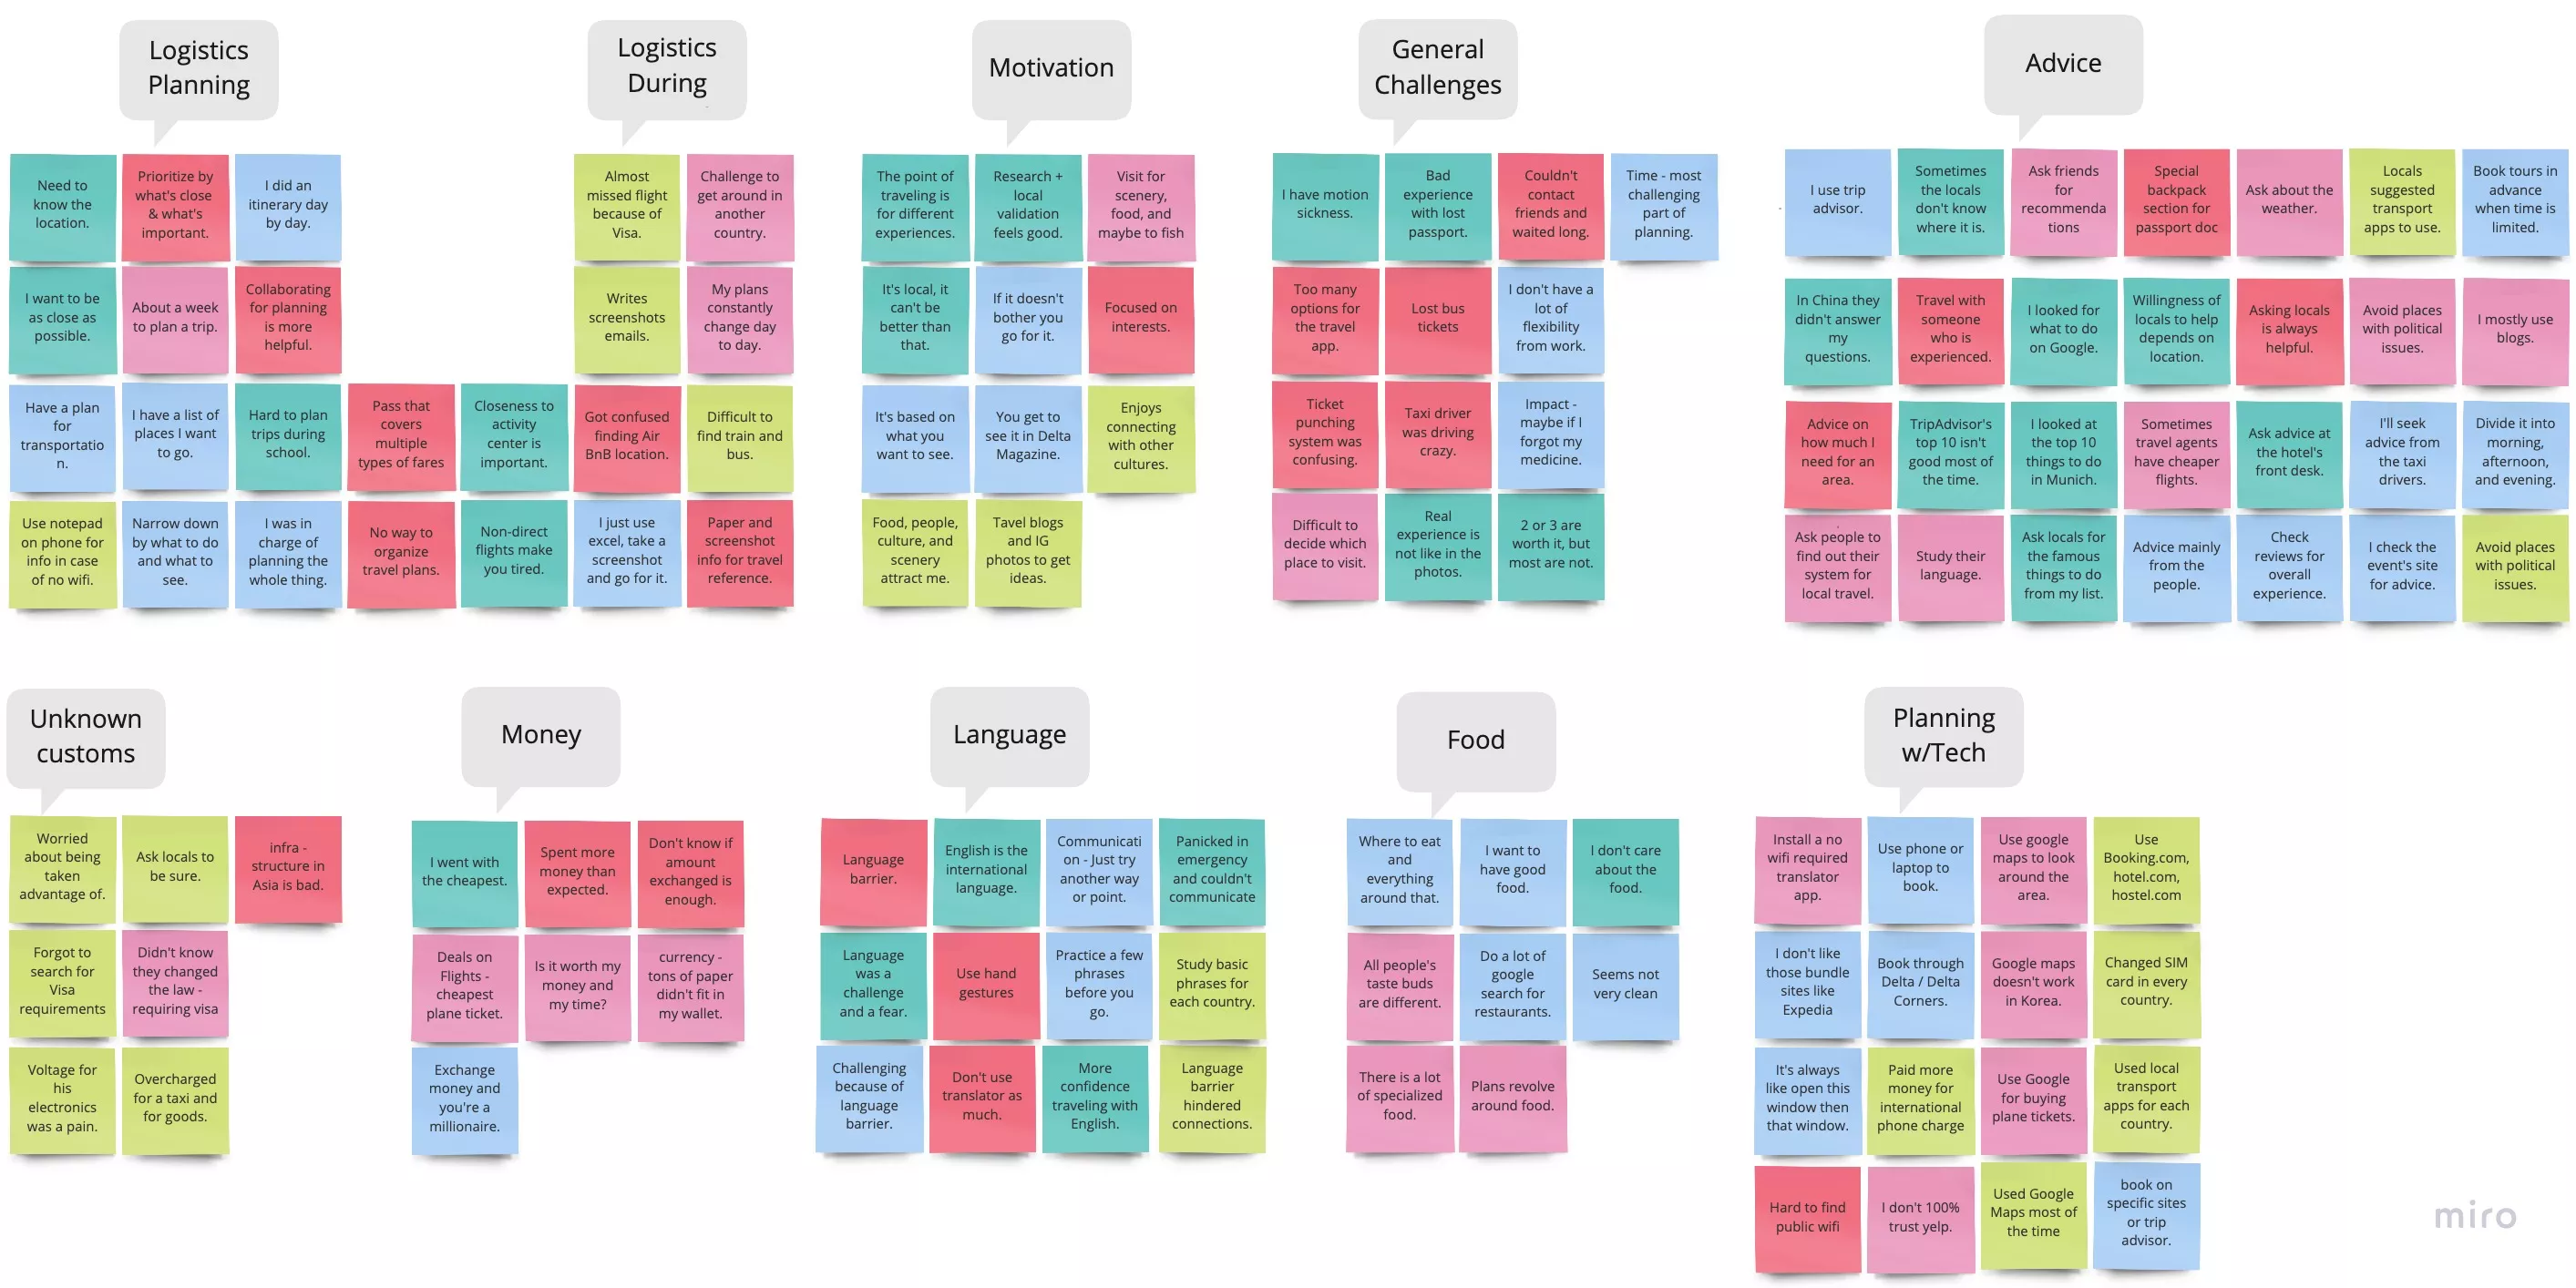 Logistics
Planning
Need to
know the
location.
Prioritize by
what's close
& what's
important.
I did an
itinerary day
by day.
I want to be
as close as
possible.
About a week
to plan a trip.
Collaborating
for planning
is more
helpful.
Have a plan
for
transportatio
n.
I have a list of
places I want
to go.
Hard to plan
trips during
school.
Pass that
covers
multiple
types of fares
Closeness to
activity
center is
important.
Use notepad
on phone for
info in case
of no wifi.
Narrow down
by what to do
and what to
see.
I was in
charge of
planning the
whole thing.
No way to
organize
travel plans.
Non-direct
flights make
you tired.
Logistics
During
Almost
missed flight
because of
Visa.
Challenge to
get around in
another
country.
Writes
screenshots
emails.
My plans
constantly
change day
to day.
Got confused
finding Air
BnB location.
Difficult to
find train and
bus.
I just use
excel, take a
screenshot
and go for it.
Paper and
screenshot
info for travel
reference.
Motivation
The point of
traveling is
for different
experiences.
Research +
local
validation
feels good.
Visit for
scenery,
food, and
maybe to fish
It's local, it
can't be
better than
that.
If it doesn't
bother you
go for it.
Focused on
interests.
It's based on
what you
want to see.
You get to
see it in Delta
Magazine.
Enjoys
connecting
with other
cultures.
Food, people,
culture, and
scenery
attract me.
Tavel blogs
and IG
photos to get
ideas.
General
Challenges
I have motion
sickness.
Bad
experience
with lost
passport.
Couldn't
contact
friends and
waited long.
Time - most
challenging
part of
planning.
Too many
options for
the travel
app.
Lost bus
tickets
I don't have a
lot of
flexibility
from work.
Ticket
punching
system was
confusing.
Taxi driver
was driving
crazy.
Impact -
maybe if I
forgot my
medicine.
Difficult to
decide which
place to visit.
Real
experience is
not like in the
photos.
2 or 3 are
worth it, but
most are not.
Advice
I use trip
advisor.
Sometimes
the locals
don't know
where it is.
Ask friends
for
recommenda
tions
Special
backpack
section for
passport doc
Ask about the
weather.
Locals
suggested
transport
apps to use.
Book tours in
advance
when time is
limited.
In China they
didn't answer
my
questions.
Travel with
someone
who is
experienced.
I looked for
what to do
on Google.
Willingness of
locals to help
depends on
location.
Asking locals
is always
helpful.
Avoid places
with political
issues.
I mostly use
blogs.
Advice on
how much I
need for an
area.
TripAdvisor's
top 10 isn't
good most of
the time.
I looked at
the top 10
things to do
in Munich.
Sometimes
travel agents
have cheaper
flights.
Ask advice at
the hotel's
front desk.
I'll seek
advice from
the taxi
drivers.
Divide it into
morning,
afternoon,
and evening.
Ask people to
find out their
system for
local travel.
Study their
language.
Ask locals for
the famous
things to do
from my list.
Advice mainly
from the
people.
Check
reviews for
overall
experience.
I check the
event's site
for advice.
Avoid places
with political
issues.
Unknown
customs
Worried
about being
taken
advantage of.
Ask locals to
be sure.
infra -
structure in
Asia is bad.
Forgot to
search for
Visa
requirements
Didn't know
they changed
the law -
requiring visa
Voltage for
his
electronics
was a pain.
Overcharged
for a taxi and
for goods.
Money
I went with
the cheapest.
Spent more
money than
expected.
Don't know if
amount
exchanged is
enough.
Deals on
Flights -
cheapest
plane ticket.
Is it worth my
money and
my time?
currency -
tons of paper
didn't fit in
my wallet.
Exchange
money and
you're a
millionaire.
Language
Language
barrier.
English is the
international
language.
Communicati
on - Just try
another way
or point.
Panicked in
emergency
and couldn't
communicate
Language
was a
challenge
and a fear.
Use hand
gestures
Practice a few
phrases
before you
go.
Study basic
phrases for
each country.
Challenging
because of
language
barrier.
Don't use
translator as
much.
More
confidence
traveling with
English.
Language
barrier
hindered
connections.
Food
Where to eat
and
everything
around that.
I want to
have good
food.
I don't care
about the
food.
All people's
taste buds
are different.
Do a lot of
google
search for
restaurants.
Seems not
very clean
There is a lot
of specialized
food.
Plans revolve
around food.
Planning
w/Tech
Install a no
wifi required
translator
app.
Use phone or
laptop to
book.
Use google
maps to look
around the
area.
Use
Booking.com,
hotel.com,
hostel.com
I don't like
those bundle
sites like
Expedia
Book through
Delta / Delta
Corners.
Google maps
doesn't work
in Korea.
Changed SIM
card in every
country.
It's always
like open this
window then
that window.
Paid more
money for
international
phone charge
Use Google
for buying
plane tickets.
Used local
transport
apps for each
country.
Hard to find
public wifi
I don't 100%
trust yelp.
Used Google
Maps most of
the time
book on
specific sites
or trip
advisor.
miro